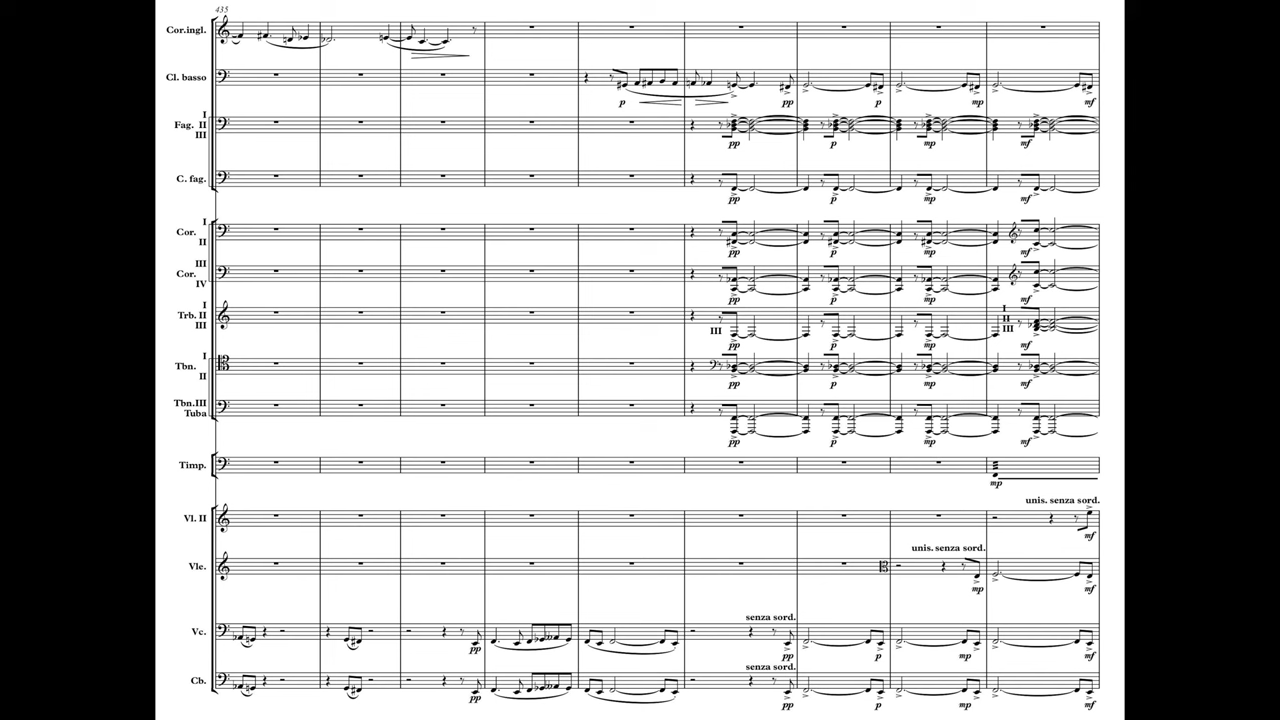 435
Cor.ingl.
Cl. basso
p pp p mp mf
I
Fag. II
III
pp p mp mf
C. fag.
pp p mp mf
I
Cor.
II
pp p mp mf
III
Cor.
IV
pp p mp mf
I
Trb. II
III
III
I
II
III
pp p mp mf
I
Tbn.
II
pp p mp mf
Tbn.III
Tuba
pp p mp mf
Timp.
mp
unis. senza sord.
Vl. II
mf
unis. senza sord.
Vle.
mp mf
senza sord.
Vc.
pp pp p mp mf
senza sord.
Cb.
pp pp p mp mf